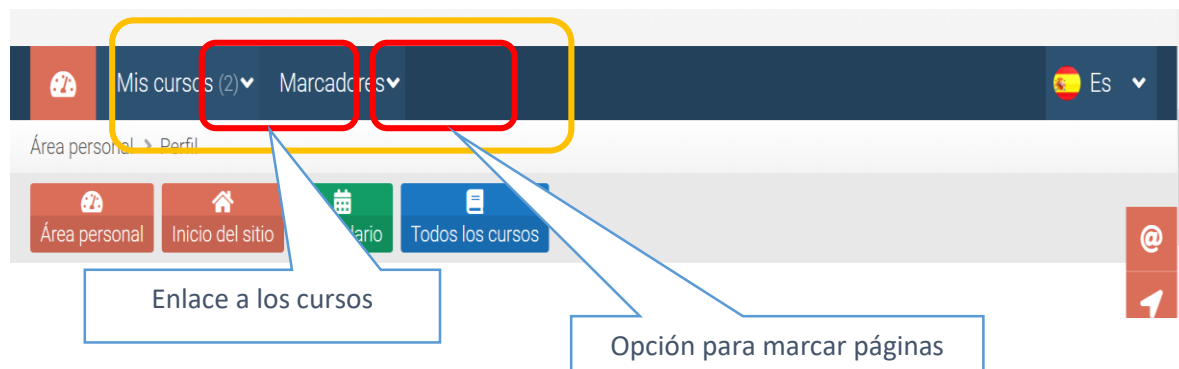 Mis cursos (2) Marcadores Es
Área personal > Perfil
Área personal Inicio del sitio dario Todos los cursos
@
Enlace a los cursos
Opción para marcar páginas